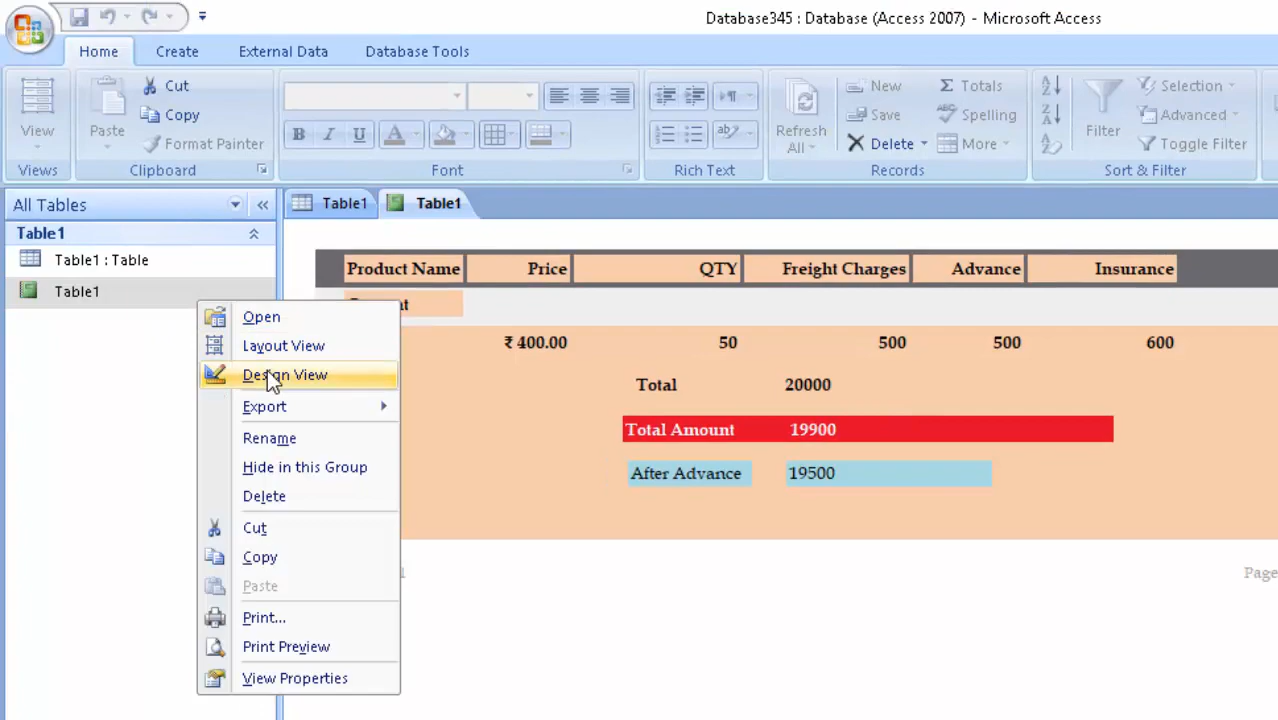 Database345 : Database (Access 2007) - Microsoft Access
Home Create External Data Database Tools
View
Views
Paste
Cut
Copy
Format Painter
Clipboard
B I U A
Font
ab
Rich Text
Refresh All
New
Save
Delete
Σ Totals
Spelling
More
Records
Filter
Selection
Advanced
Toggle Filter
Sort & Filter
All Tables
Table1
Table1 : Table
Table1
Table1 Table1
Product Name Price QTY Freight Charges Advance Insurance
₹ 400.00 50 500 500 600
Total 20000
Total Amount 19900
After Advance 19500
1 Page
Open
Layout View
Design View
Export
Rename
Hide in this Group
Delete
Cut
Copy
Paste
Print...
Print Preview
View Properties